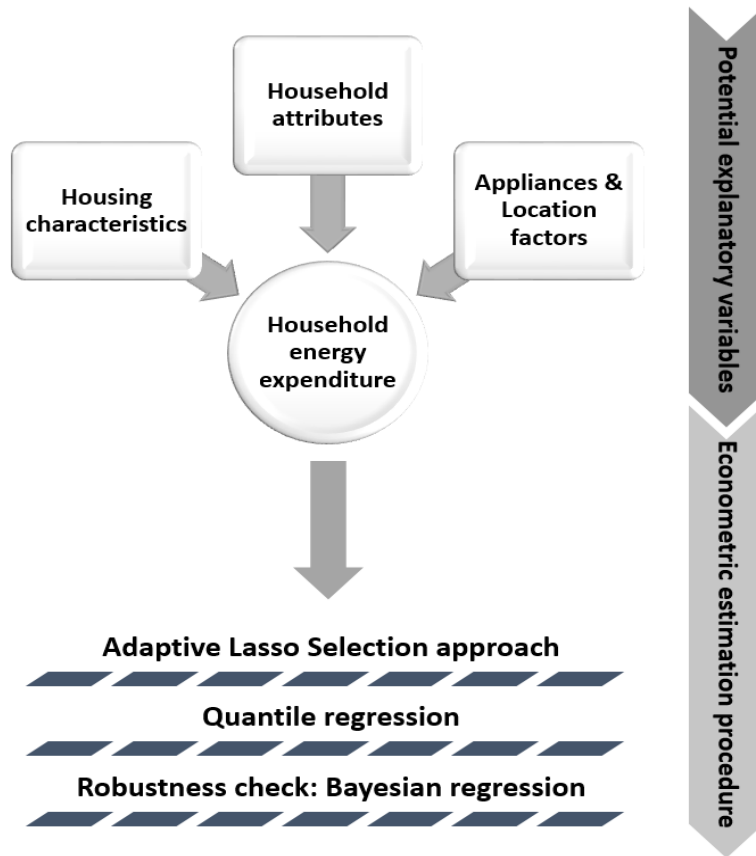 Household
attributes
Housing
characteristics
Appliances &
Location
factors
Household
energy
expenditure
Adaptive Lasso Selection approach
Quantile regression
Robustness check: Bayesian regression
Potential explanatory variables
Econometric estimation procedure